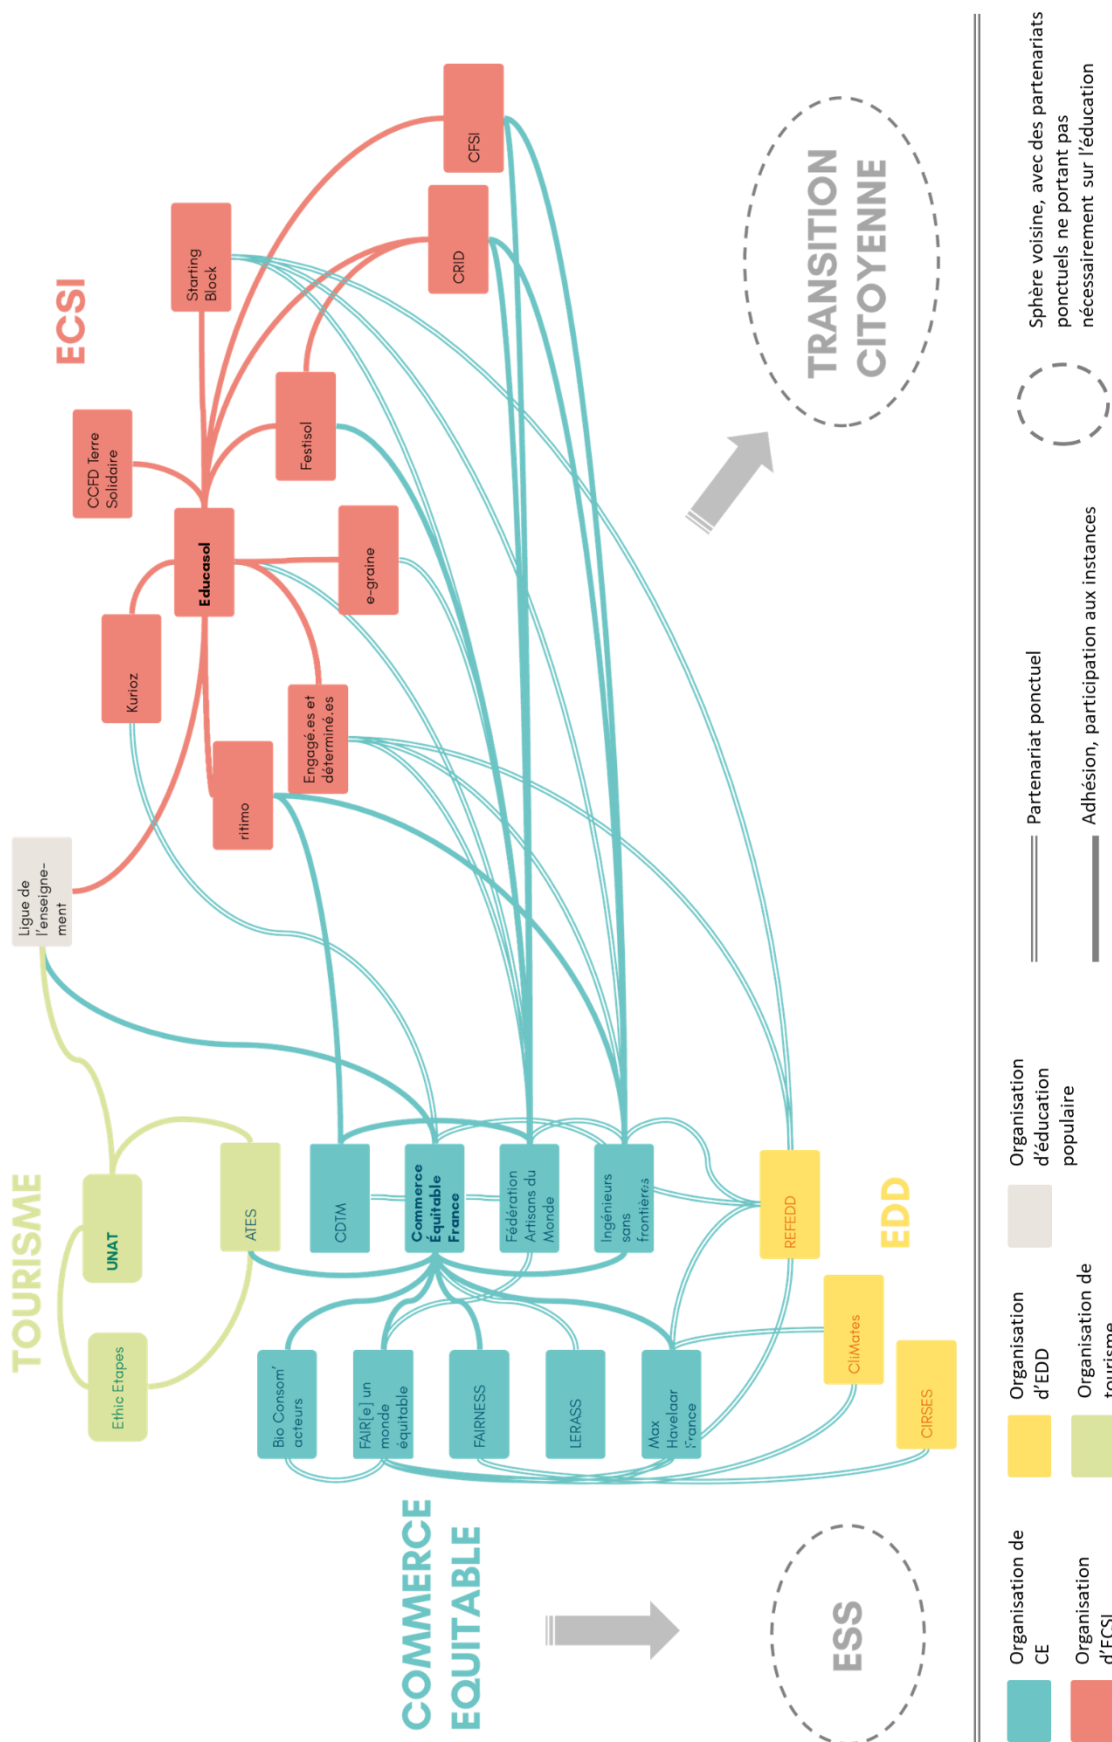 TOURISME
Ligue de
l'enseigne-
ment
ECSI
Ethic Etapes
UNAT
ATES
Kurioz
CCFD Terre
Solidaire
Starting
Block
Educasol
ritimo
Engagé.es et
déterminé.es
e-graine
Festisol
CRID
CFSI
COMMERCE
EQUITABLE
Bio Consom'
acteurs
FAIR[e] un
monde
équitable
FAIRNESS
LERASS
Max
Havelaar
France
CDTM
Commerce
Équitable
France
Fédération
Artisans du
Monde
Ingénieurs
sans
frontières
REFEDD
CliMates
CIRSES
EDD
ESS
TRANSITION
CITOYENNE
Organisation de
CE
Organisation
d'ECSI
Organisation
d'EDD
Organisation de
tourisme
Organisation
d'éducation
populaire
Partenariat ponctuel
Adhésion, participation aux instances
Sphère voisine, avec des partenariats
ponctuels ne portant pas
nécessairement sur l'éducation